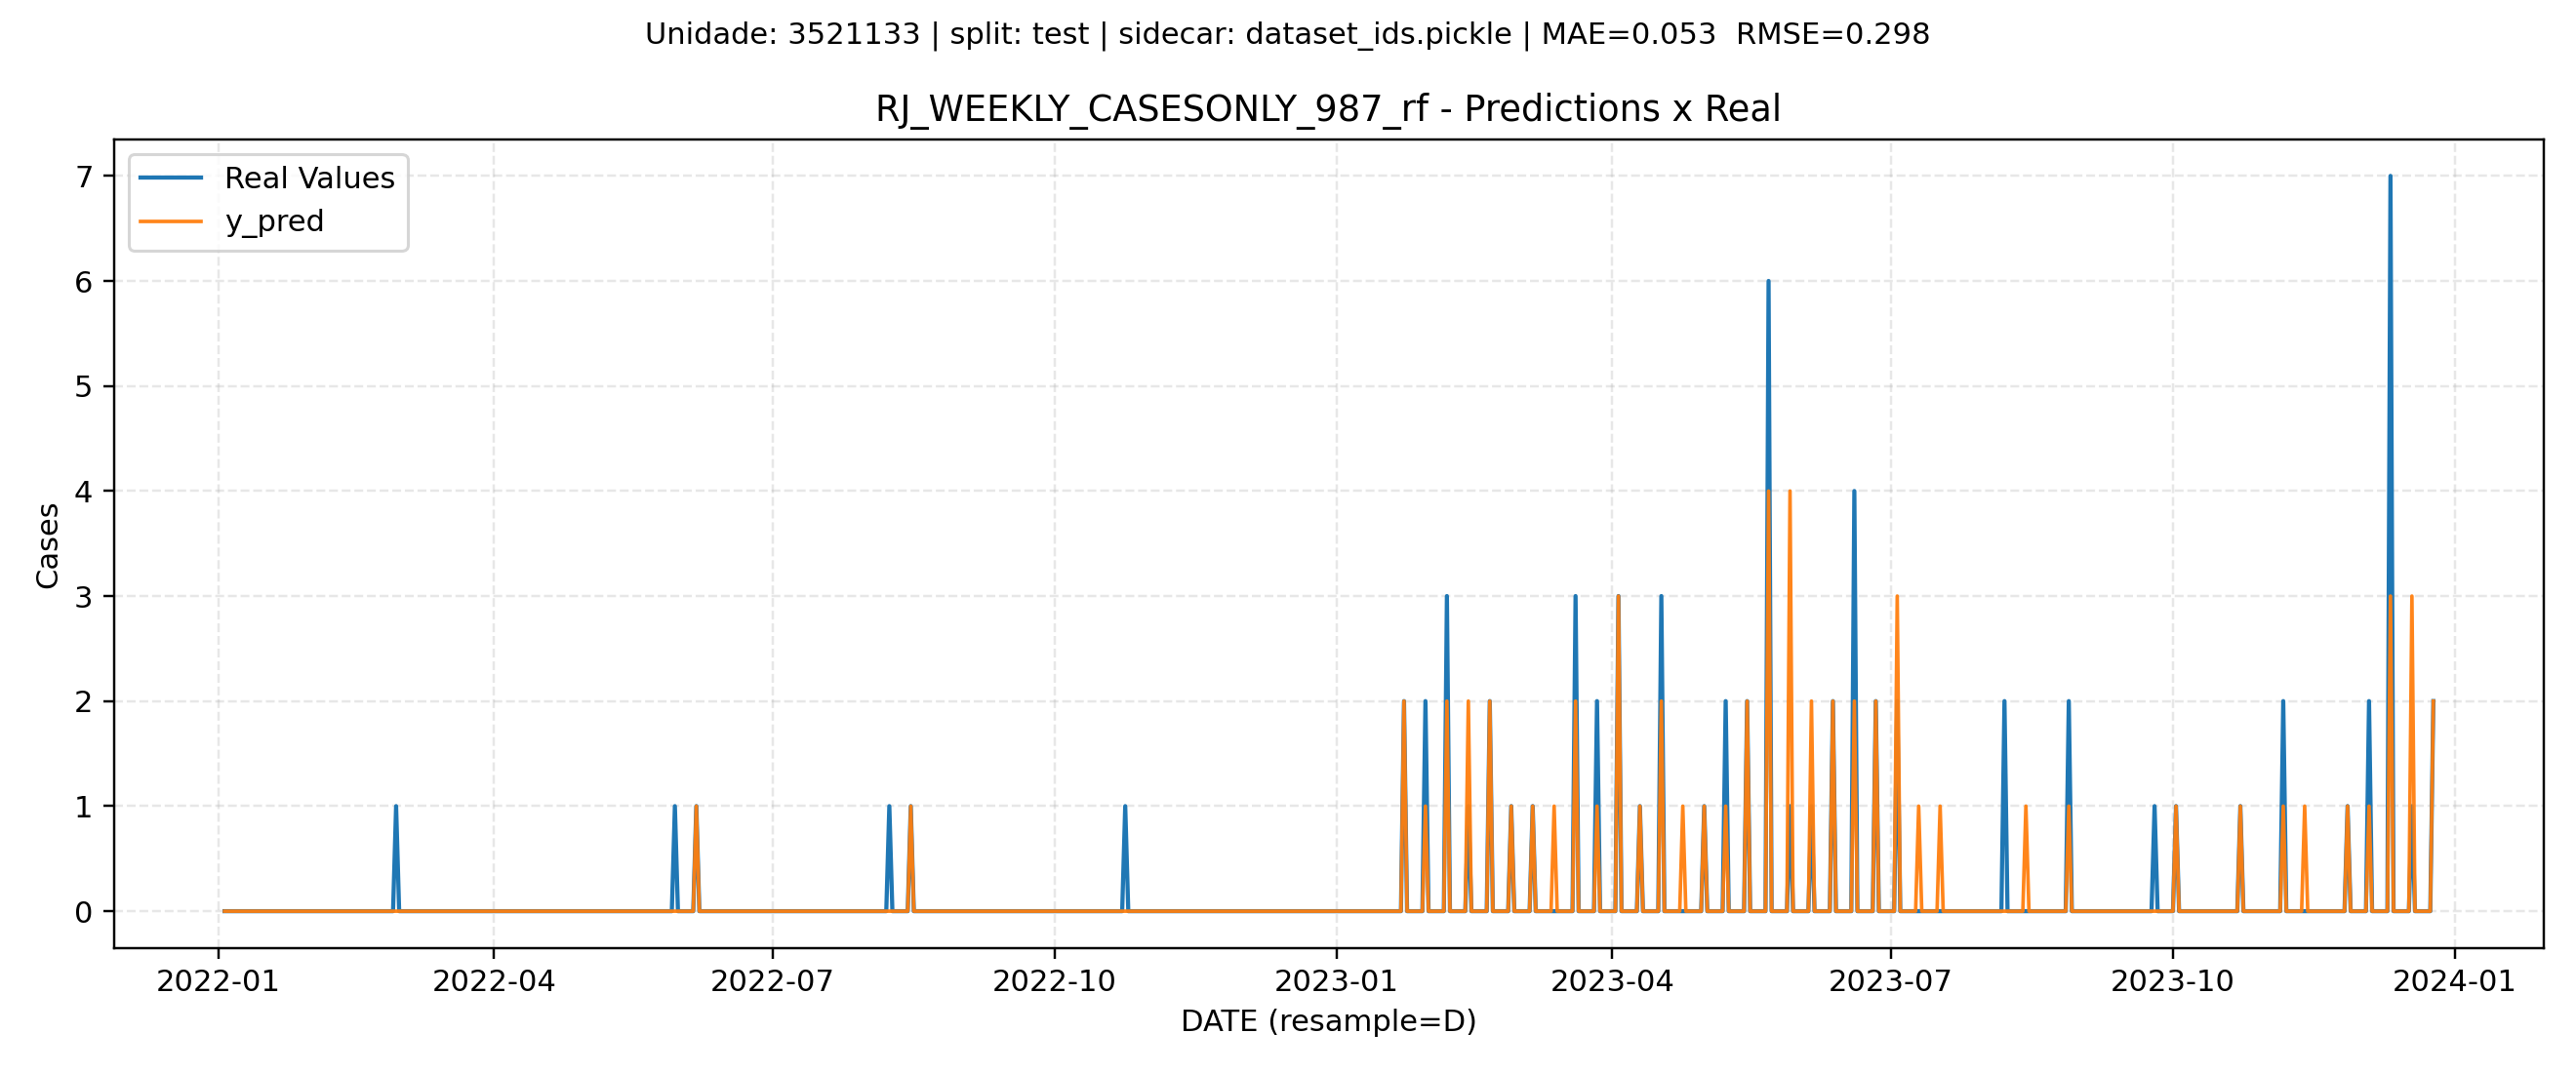 Unidade: 3521133 | split: test | sidecar: dataset_ids.pickle | MAE=0.053  RMSE=0.298
RJ_WEEKLY_CASESONLY_987_rf - Predictions x Real
Real Values
y_pred
7
6
5
4
3
2
1
0
Cases
2022-01
2022-04
2022-07
2022-10
2023-01
2023-04
2023-07
2023-10
2024-01
DATE (resample=D)